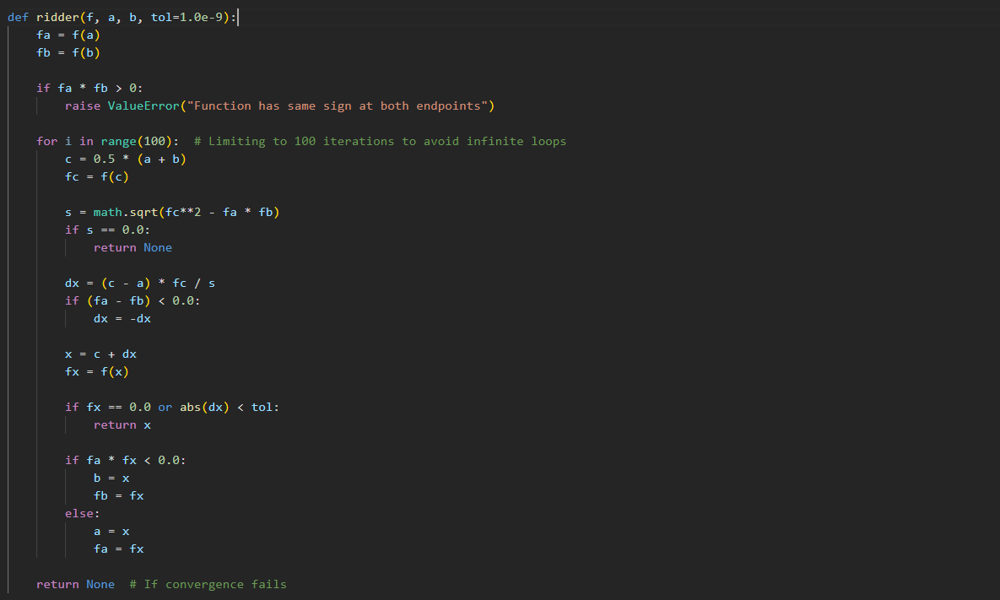 def ridder(f, a, b, tol=1.0e-9):
    fa = f(a)
    fb = f(b)

    if fa * fb > 0:
        raise ValueError("Function has same sign at both endpoints")

    for i in range(100):  # Limiting to 100 iterations to avoid infinite loops
        c = 0.5 * (a + b)
        fc = f(c)

        s = math.sqrt(fc**2 - fa * fb)
        if s == 0.0:
            return None

        dx = (c - a) * fc / s
        if (fa - fb) < 0.0:
            dx = -dx

        x = c + dx
        fx = f(x)

        if fx == 0.0 or abs(dx) < tol:
            return x

        if fa * fx < 0.0:
            b = x
            fb = fx
        else:
            a = x
            fa = fx

    return None  # If convergence fails